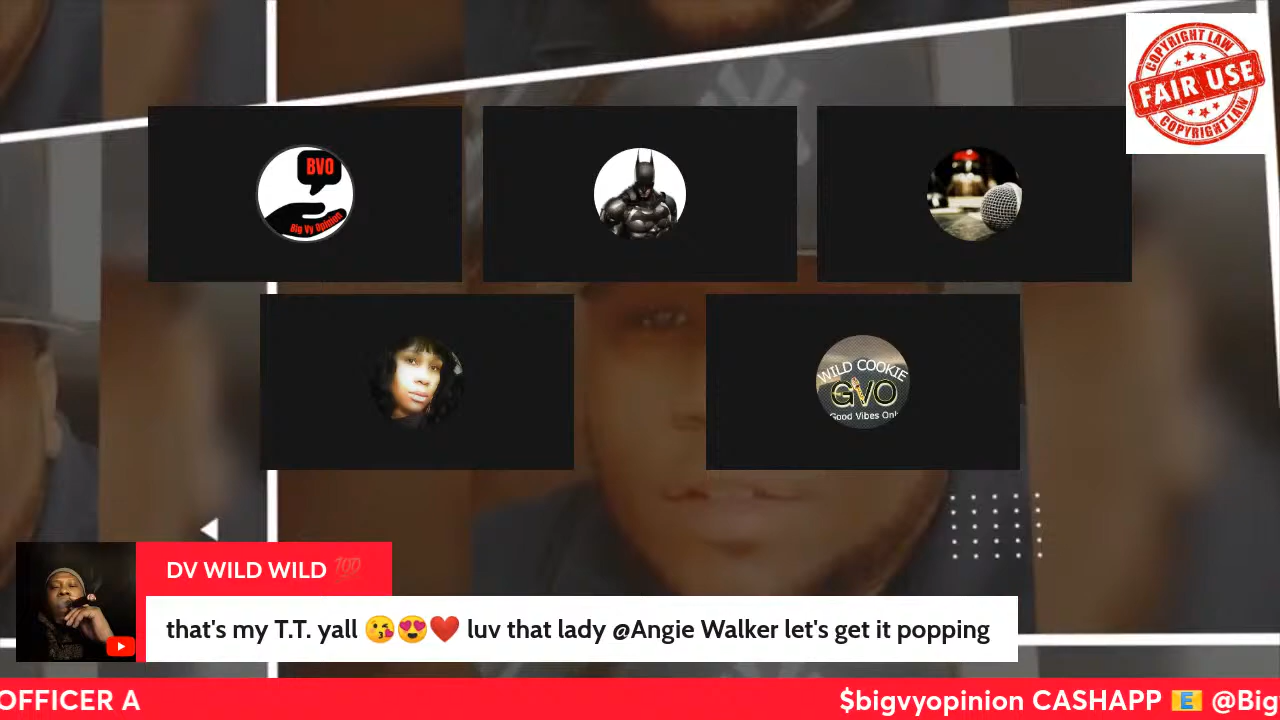 COPYRIGHT LAW
FAIR USE
COPYRIGHT LAW
BVO
Big Vy Opinion
WILD COOKIE
GVO
Good Vibes Onl
DV WILD WILD 💯
that's my T.T. yall 😘😍❤️ luv that lady @Angie Walker let's get it popping
OFFICER A
$bigvyopinion CASHAPP 📧 @Big